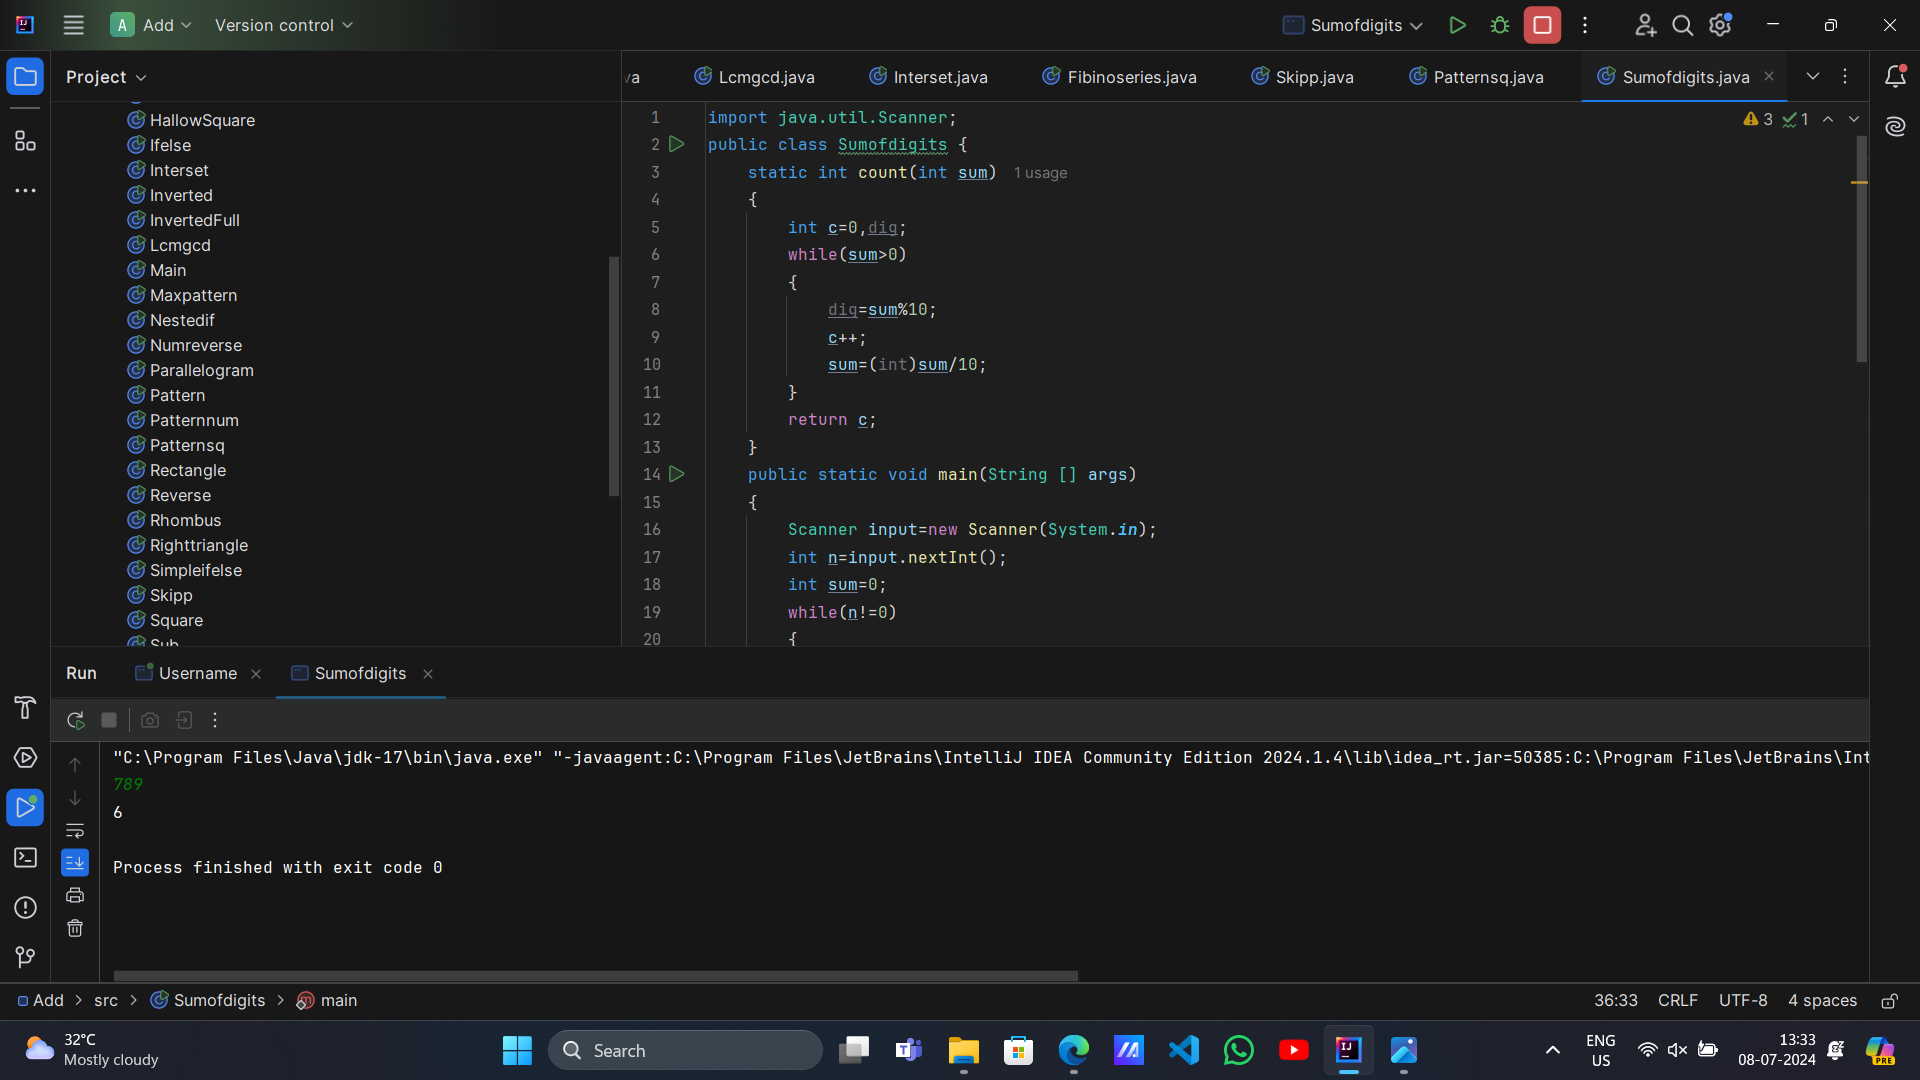 A Add Version control Sumofdigits
Project
va Lcmgcd.java Interset.java Fibinoseries.java Skipp.java Patternsq.java Sumofdigits.java
HallowSquare
Ifelse
Interset
Inverted
InvertedFull
Lcmgcd
Main
Maxpattern
Nestedif
Numreverse
Parallelogram
Pattern
Patternnum
Patternsq
Rectangle
Reverse
Rhombus
Righttriangle
Simpleifelse
Skipp
Square
Sub
3 1
1 import java.util.Scanner;
2 public class Sumofdigits {
3 static int count(int sum) 1 usage
4 {
5 int c=0,dig;
6 while(sum>0)
7 {
8 dig=sum%10;
9 c++;
10 sum=(int)sum/10;
11 }
12 return c;
13 }
14 public static void main(String [] args)
15 {
16 Scanner input=new Scanner(System.in);
17 int n=input.nextInt();
18 int sum=0;
19 while(n!=0)
20 {
Run Username Sumofdigits
"C:\Program Files\Java\jdk-17\bin\java.exe" "-javaagent:C:\Program Files\JetBrains\IntelliJ IDEA Community Edition 2024.1.4\lib\idea_rt.jar=50385:C:\Program Files\JetBrains\Int
789
6
Process finished with exit code 0
Add > src > Sumofdigits > main 36:33 CRLF UTF-8 4 spaces
32°C
Mostly cloudy
Search
ENG
US
13:33
08-07-2024
PRE